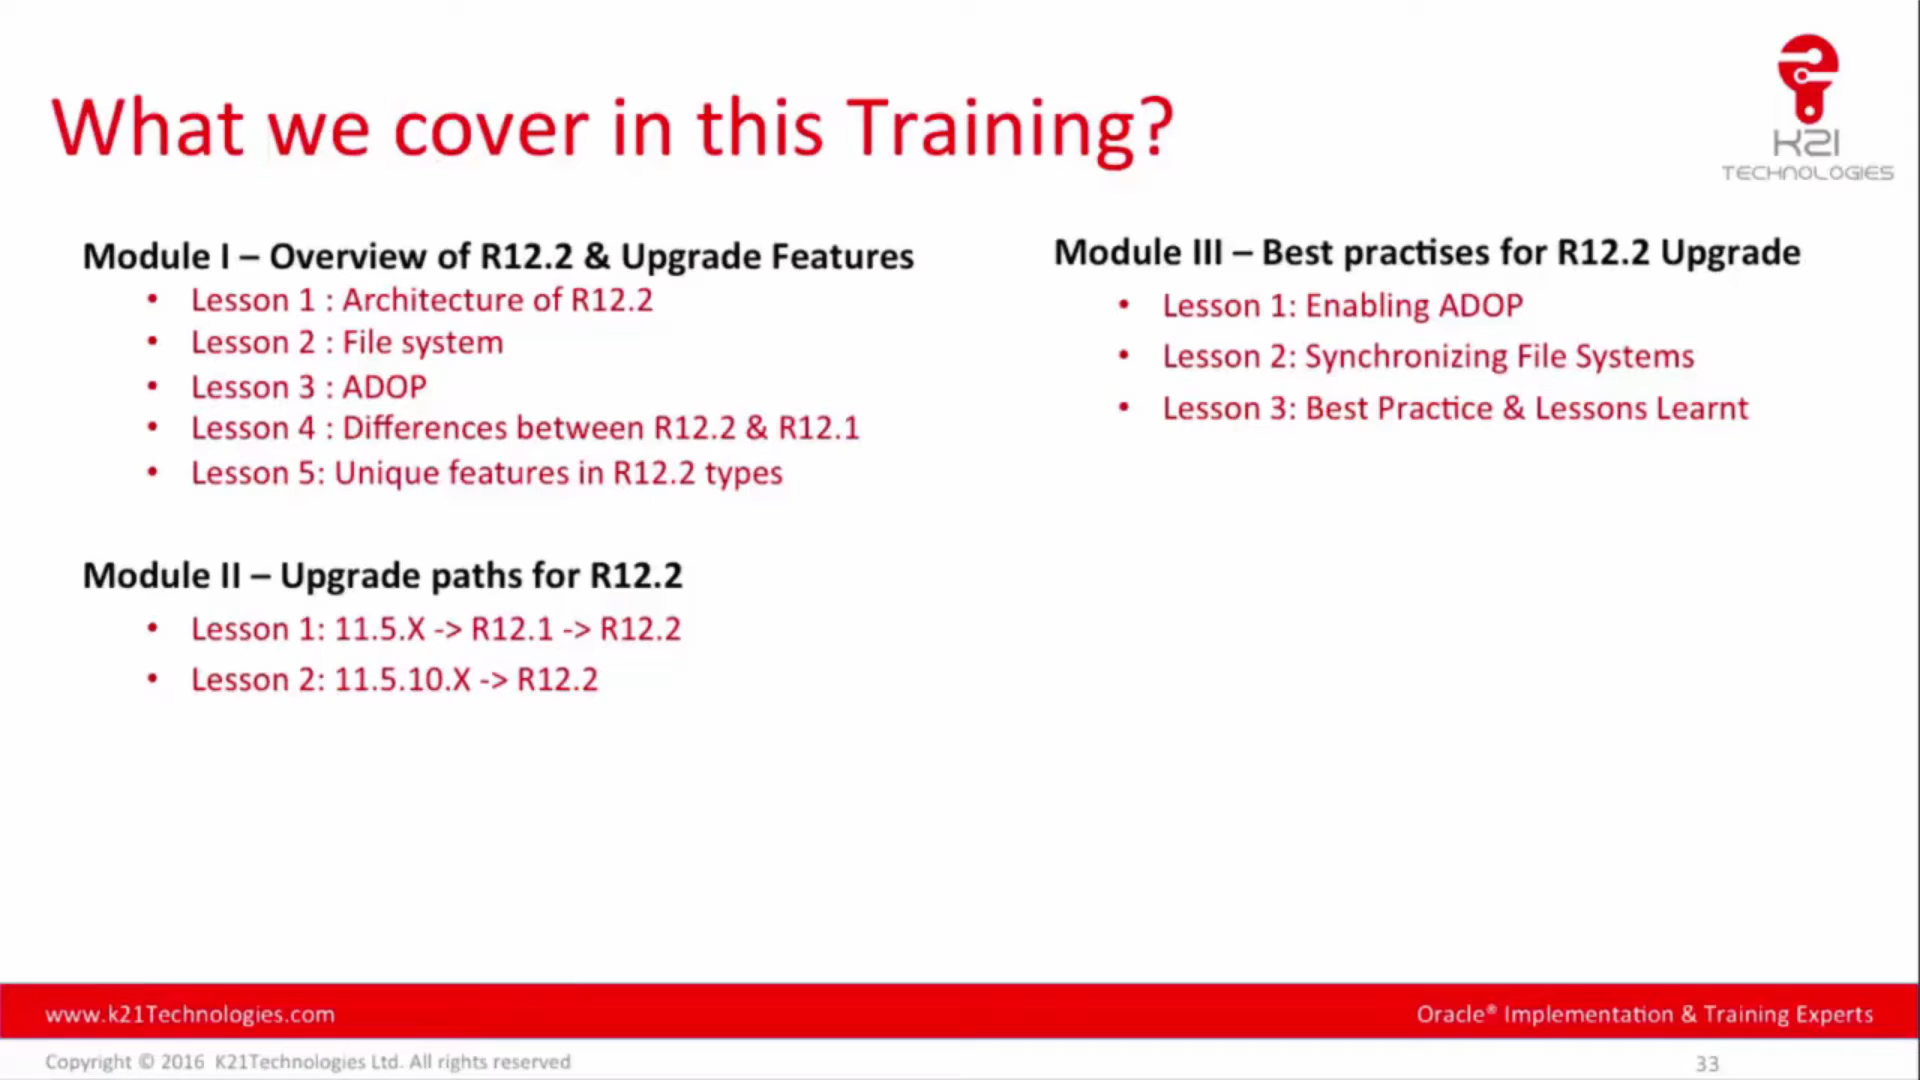 What we cover in this Training?
K21
TECHNOLOGIES
Module I – Overview of R12.2 & Upgrade Features
• Lesson 1 : Architecture of R12.2
• Lesson 2 : File system
• Lesson 3 : ADOP
• Lesson 4 : Differences between R12.2 & R12.1
• Lesson 5: Unique features in R12.2 types
Module II – Upgrade paths for R12.2
• Lesson 1: 11.5.X -> R12.1 -> R12.2
• Lesson 2: 11.5.10.X -> R12.2
Module III – Best practises for R12.2 Upgrade
• Lesson 1: Enabling ADOP
• Lesson 2: Synchronizing File Systems
• Lesson 3: Best Practice & Lessons Learnt
www.k21Technologies.com
Oracle® Implementation & Training Experts
Copyright © 2016 K21Technologies Ltd. All rights reserved
33